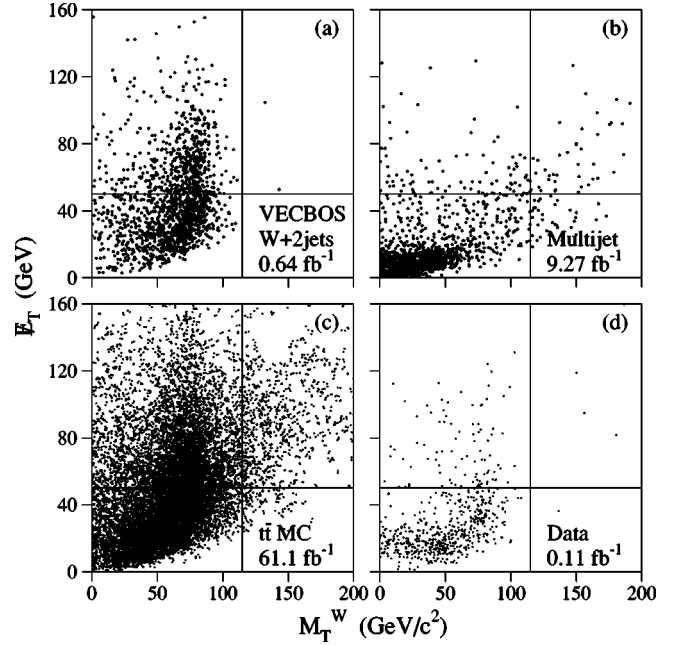 160
120
80
40
0
(a)
VECBOS
W+2jets
0.64 fb⁻¹
(b)
Multijet
9.27 fb⁻¹
E̸_T (GeV)
160
120
80
40
0
(c)
tt̄ MC
61.1 fb⁻¹
(d)
Data
0.11 fb⁻¹
0 50 100 150 200
0 50 100 150 200
M_T^W (GeV/c²)